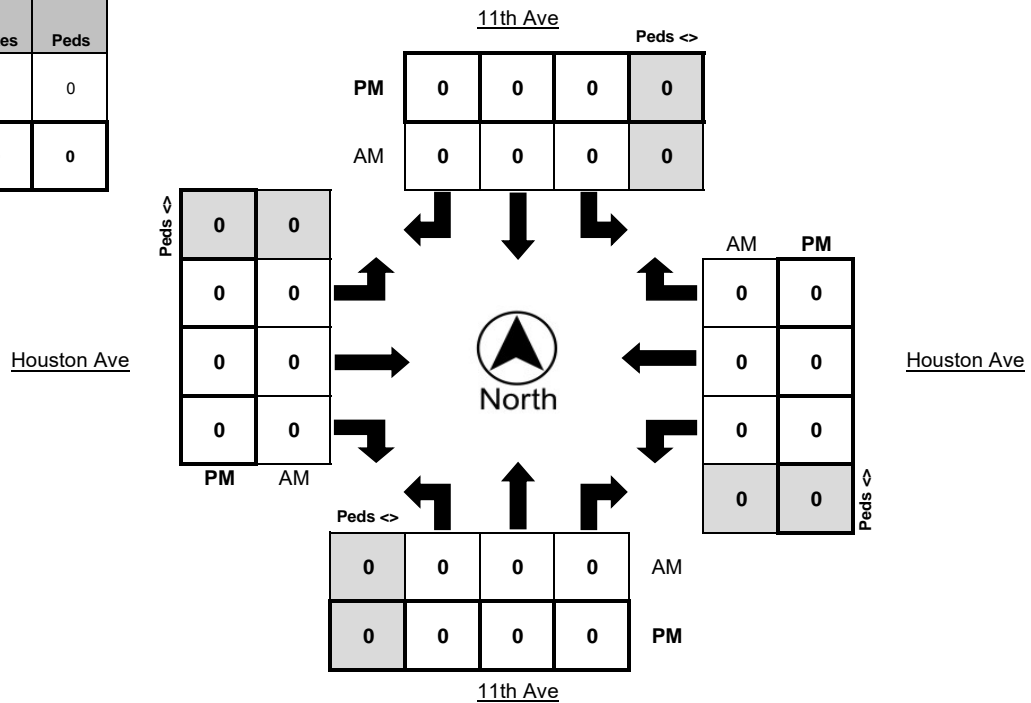 11th Ave
es Peds
Peds <>
0
PM 0 0 0 0
AM 0 0 0 0
0
Peds <> 0 0
AM PM
0 0
0 0
0 0
0 0
Houston Ave
0 0
Houston Ave
North
0 0
0 0
PM AM
0 0 Peds <>
Peds <>
0 0 0 0 AM
0 0 0 0 PM
11th Ave